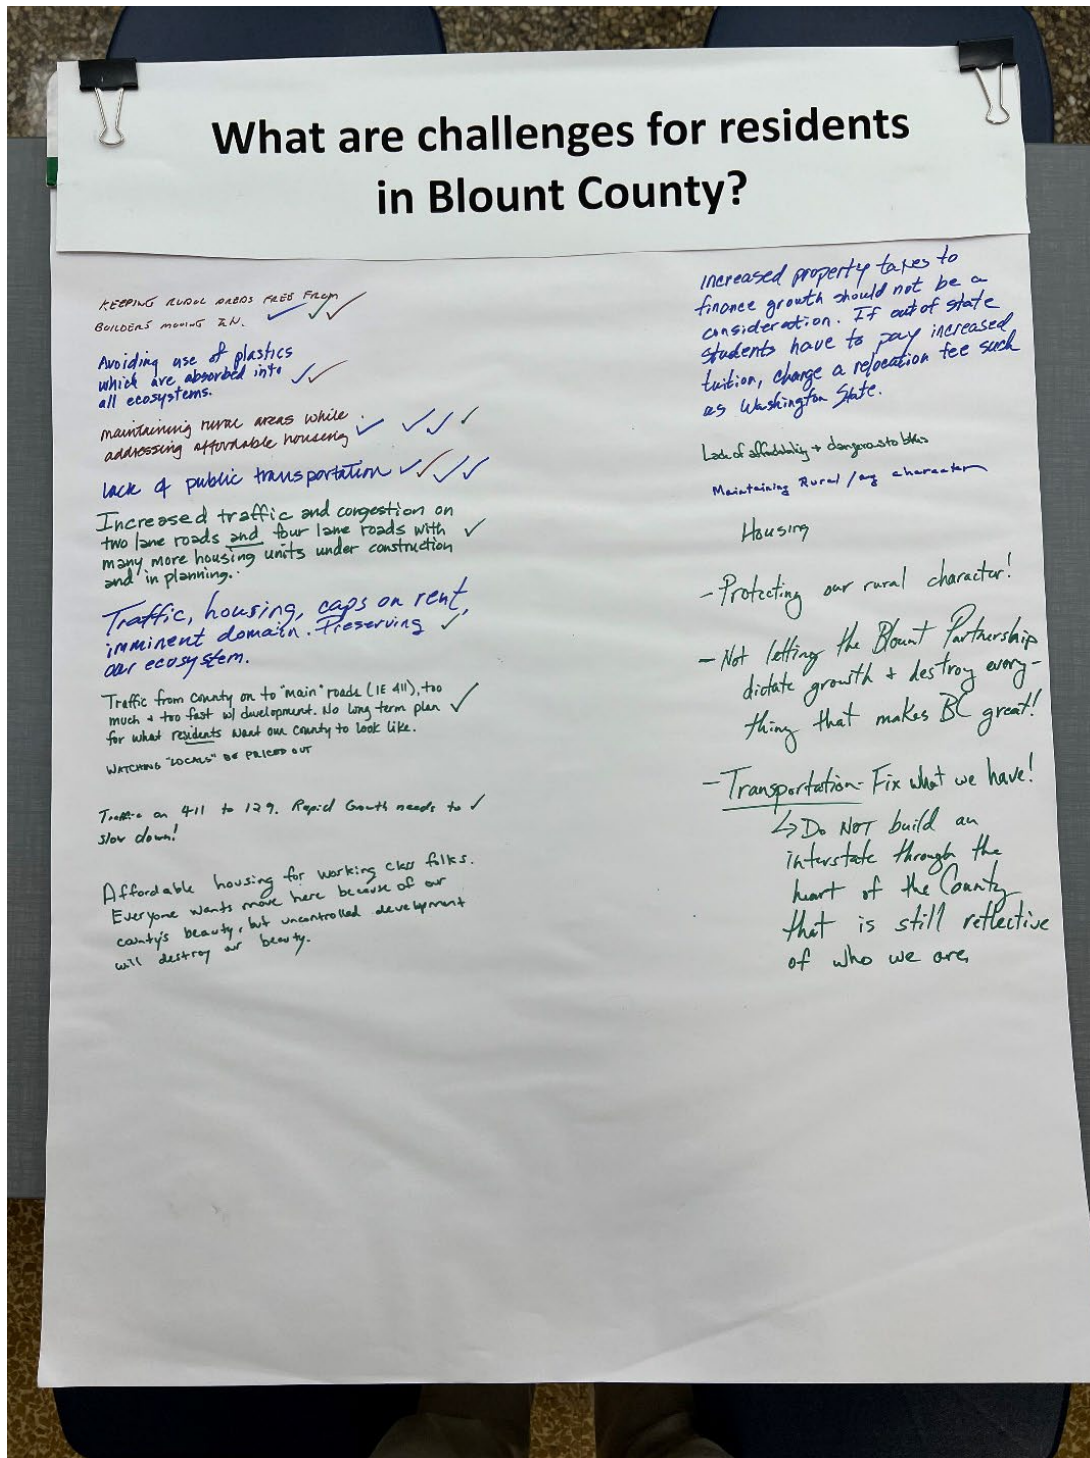 What are challenges for residents
in Blount County?
KEEPING RURAL AREAS FREE FROM
BUILDERS MOVING IN.
Avoiding use of plastics
which are absorbed into
all ecosystems.
maintaining rural areas while
addressing affordable housing
lack of public transportation
Increased traffic and congestion on
two lane roads and four lane roads with
many more housing units under construction
and in planning.
Traffic, housing, caps on rent,
imminent domain. Preserving
our ecosystem.
Traffic from County on to "main" roads (IE 411), too
much + too fast w/ development. No long term plan
for what residents want our county to look like.
WATCHING "LOCALS" BE PRICED OUT
Traffic on 411 to 129. Rapid Growth needs to
slow down!
Affordable housing for working class folks.
Everyone wants move here because of our
county's beauty, but uncontrolled development
will destroy our beauty.
increased property taxes to
finance growth should not be a
consideration. If out of state
students have to pay increased
tuition, charge a relocation fee such
as Washington State.
Lack of affordability + dangerous to bike
Maintaining Rural / ag character
Housing
- Protecting our rural character!
- Not letting the Blount Partnership
dictate growth + destroy every-
thing that makes BC great!
- Transportation - Fix what we have!
↳ Do NOT build an
interstate through the
heart of the County
that is still reflective
of who we are.